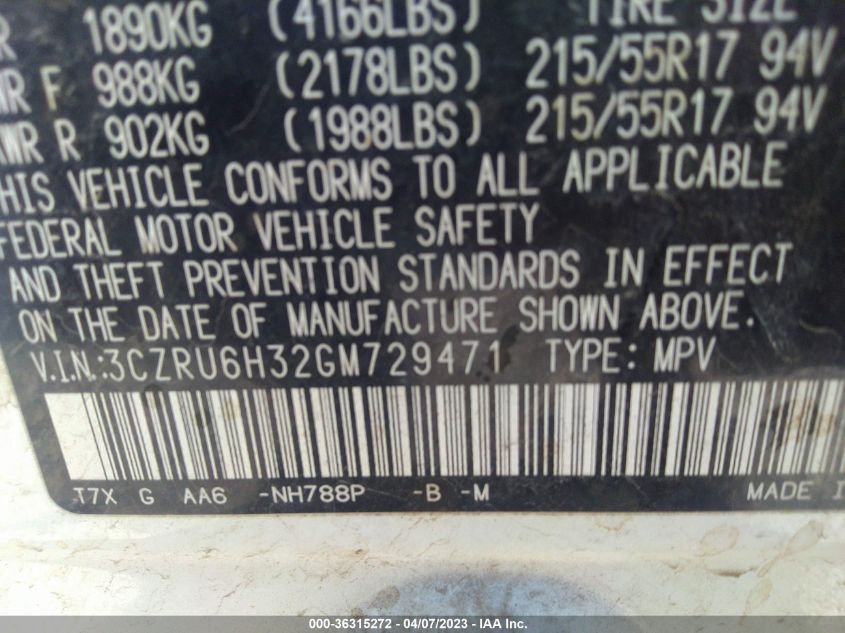 1890KG (4166LBS) TIRE SIZE
R F 988KG (2178LBS) 215/55R17 94V
WR R 902KG (1988LBS) 215/55R17 94V
HIS VEHICLE CONFORMS TO ALL APPLICABLE
FEDERAL MOTOR VEHICLE SAFETY
AND THEFT PREVENTION STANDARDS IN EFFECT
ON THE DATE OF MANUFACTURE SHOWN ABOVE.
V.I.N.:3CZRU6H32GM729471 TYPE: MPV
T7X G AA6 -NH788P -B -M MADE I
000-36315272 - 04/07/2023 - IAA Inc.